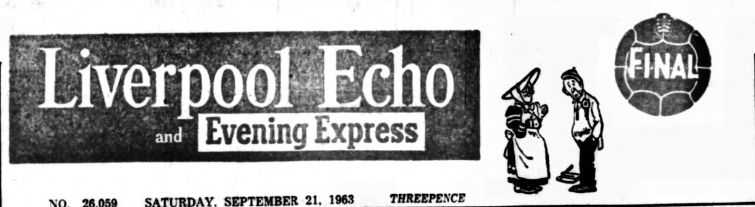 Liverpool Echo
and Evening Express
FINAL
NO. 26,059 SATURDAY, SEPTEMBER 21, 1963 THREEPENCE